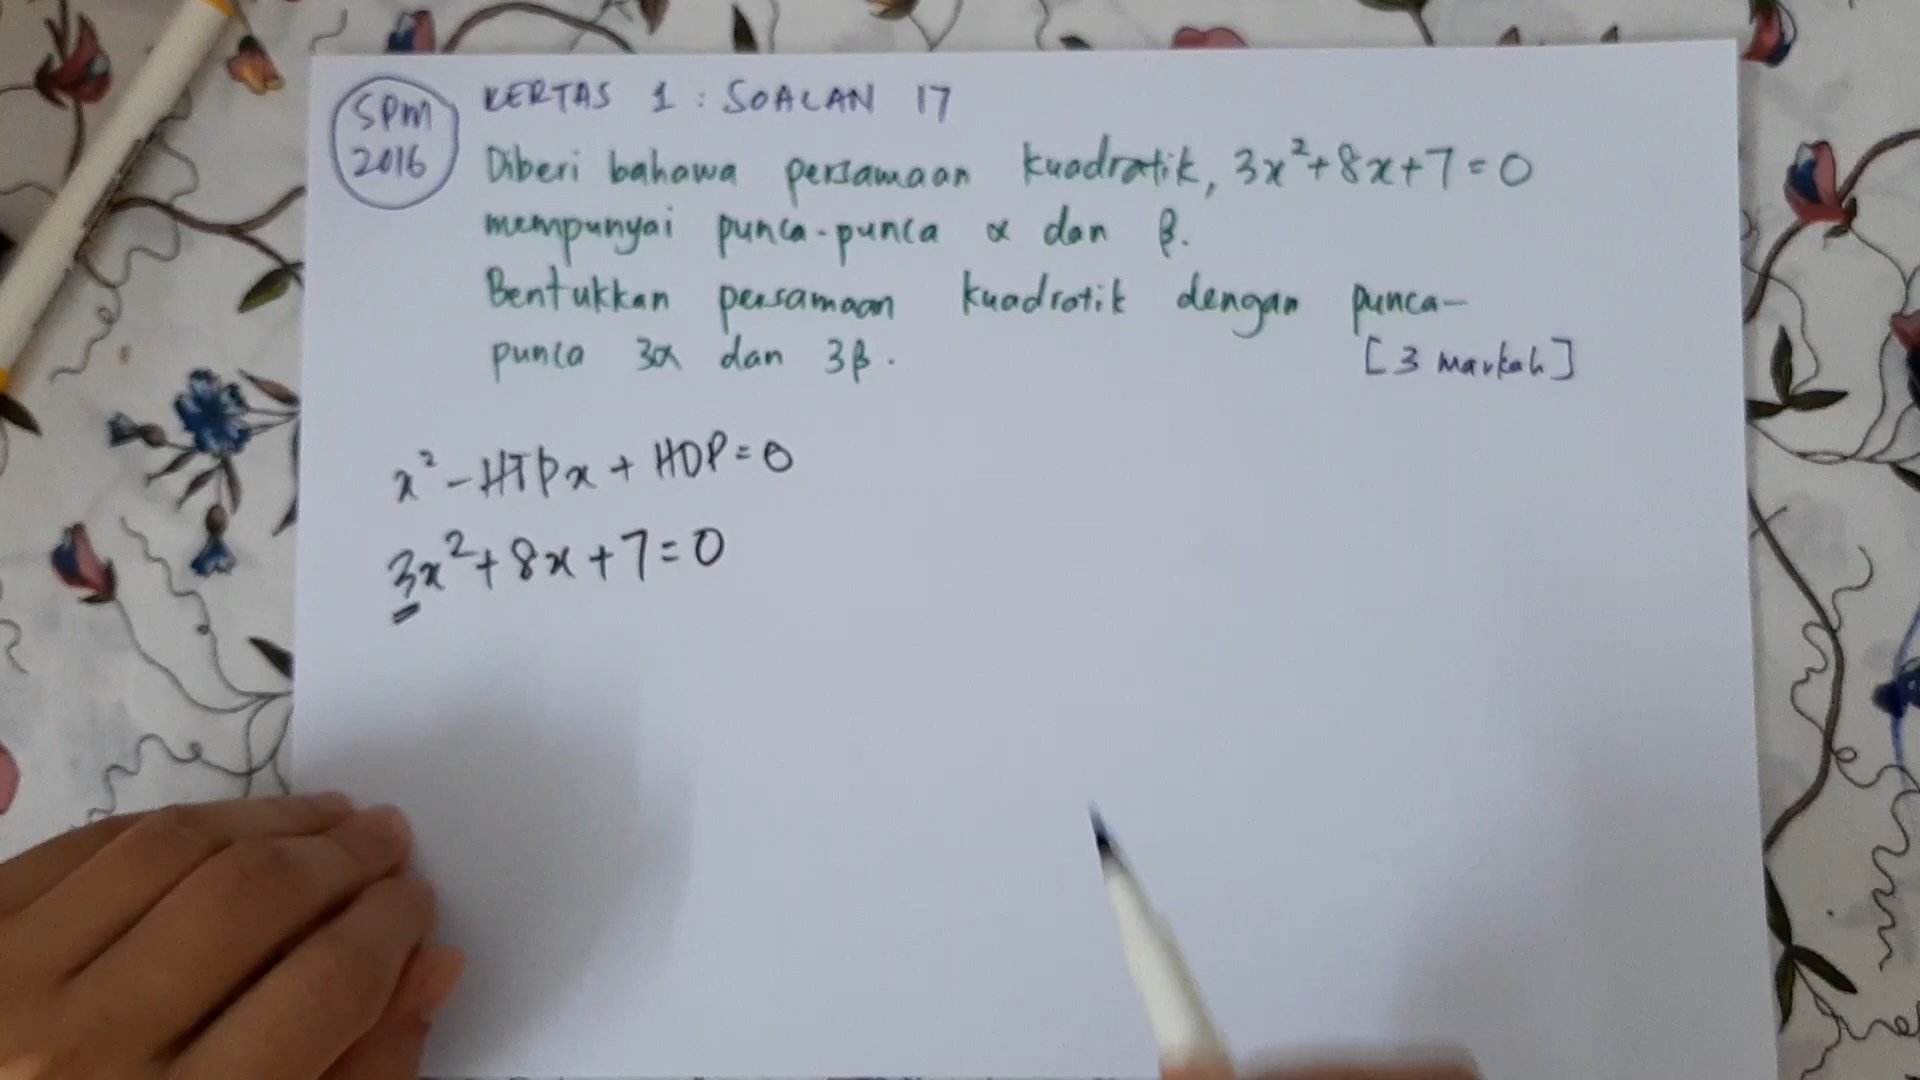 SPM
2016
KERTAS 1 : SOALAN 17
Diberi bahawa persamaan kuadratik, 3x²+8x+7=0
mempunyai punca-punca α dan β.
Bentukkan persamaan kuadratik dengan punca-
punca 3α dan 3β.
[3 markah]
x² - HTPx + HDP = 0
3x² + 8x + 7 = 0